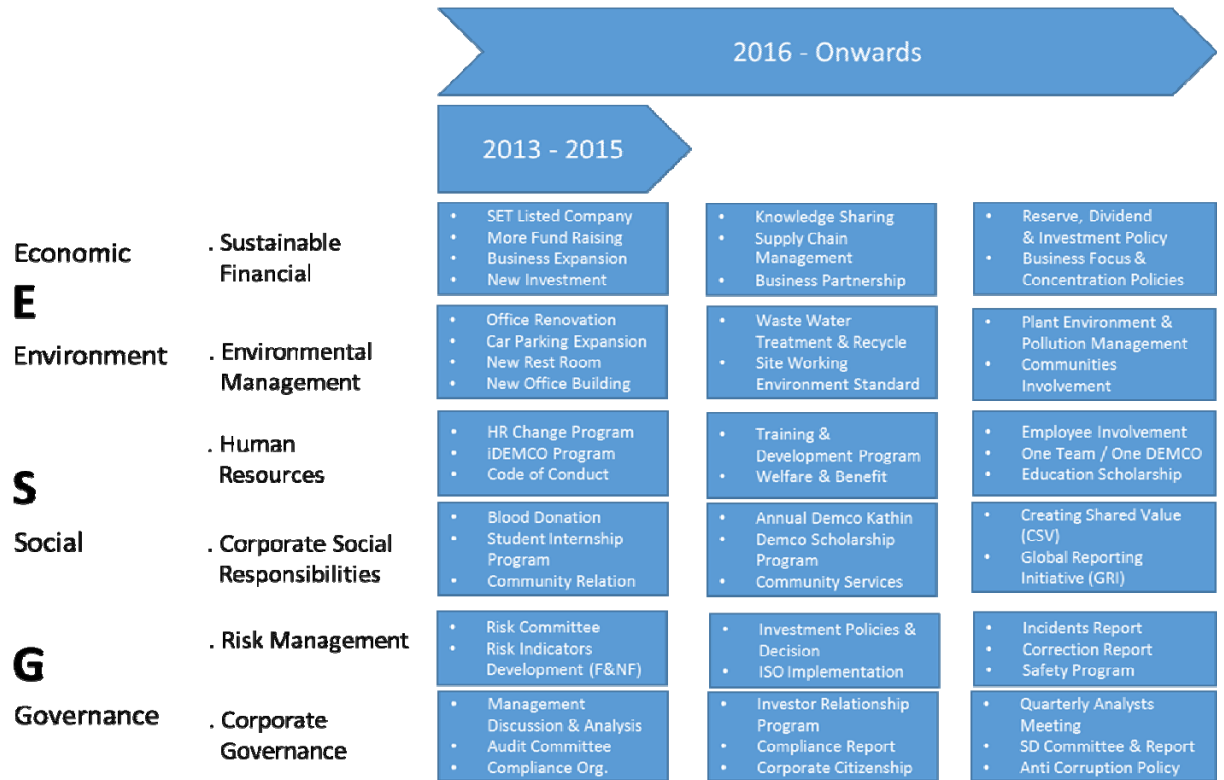 2016 - Onwards
2013 - 2015
Economic
E
Environment
. Sustainable
Financial
• SET Listed Company
• More Fund Raising
• Business Expansion
• New Investment
• Knowledge Sharing
• Supply Chain
Management
• Business Partnership
• Reserve, Dividend
& Investment Policy
• Business Focus &
Concentration Policies
. Environmental
Management
• Office Renovation
• Car Parking Expansion
• New Rest Room
• New Office Building
• Waste Water
Treatment & Recycle
• Site Working
Environment Standard
• Plant Environment &
Pollution Management
• Communities
Involvement
S
Social
. Human
Resources
• HR Change Program
• iDEMCO Program
• Code of Conduct
• Training &
Development Program
• Welfare & Benefit
• Employee Involvement
• One Team / One DEMCO
• Education Scholarship
. Corporate Social
Responsibilities
• Blood Donation
• Student Internship
Program
• Community Relation
• Annual Demco Kathin
• Demco Scholarship
Program
• Community Services
• Creating Shared Value
(CSV)
• Global Reporting
Initiative (GRI)
G
Governance
. Risk Management
• Risk Committee
• Risk Indicators
Development (F&NF)
• Investment Policies &
Decision
• ISO Implementation
• Incidents Report
• Correction Report
• Safety Program
. Corporate
Governance
• Management
Discussion & Analysis
• Audit Committee
• Compliance Org.
• Investor Relationship
Program
• Compliance Report
• Corporate Citizenship
• Quarterly Analysts
Meeting
• SD Committee & Report
• Anti Corruption Policy